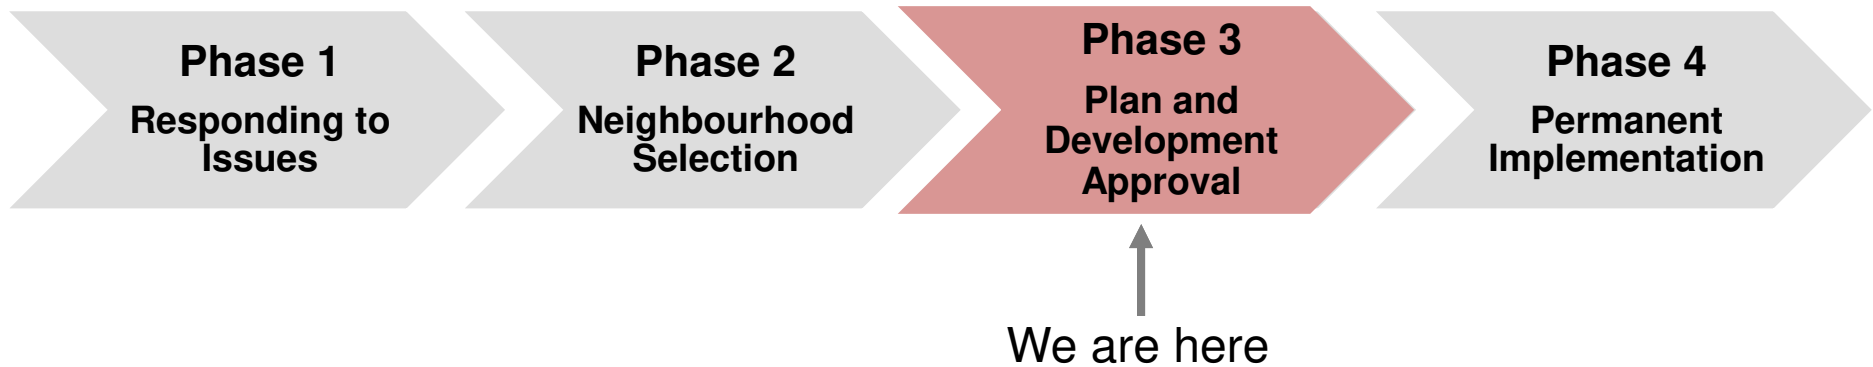 Phase 1
Responding to
Issues
Phase 2
Neighbourhood
Selection
Phase 3
Plan and
Development
Approval
Phase 4
Permanent
Implementation
We are here